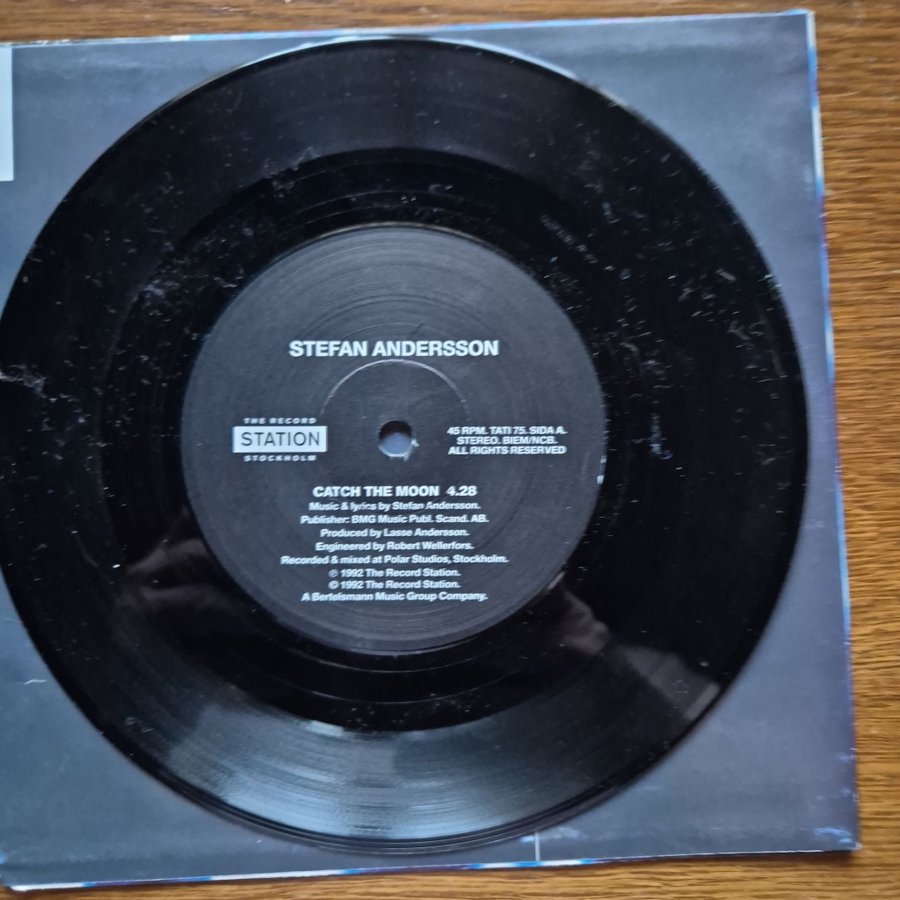 STEFAN ANDERSSON
THE RECORD
STATION
STOCKHOLM
45 RPM. TATI 75. SIDA A.
STEREO. BIEM/NCB.
ALL RIGHTS RESERVED
CATCH THE MOON 4.28
Music & lyrics by Stefan Andersson.
Publisher: BMG Music Publ. Scand. AB.
Produced by Lasse Andersson.
Engineered by Robert Wellerfors.
Recorded & mixed at Polar Studios, Stockholm.
℗ 1992 The Record Station.
© 1992 The Record Station.
A Bertelsmann Music Group Company.